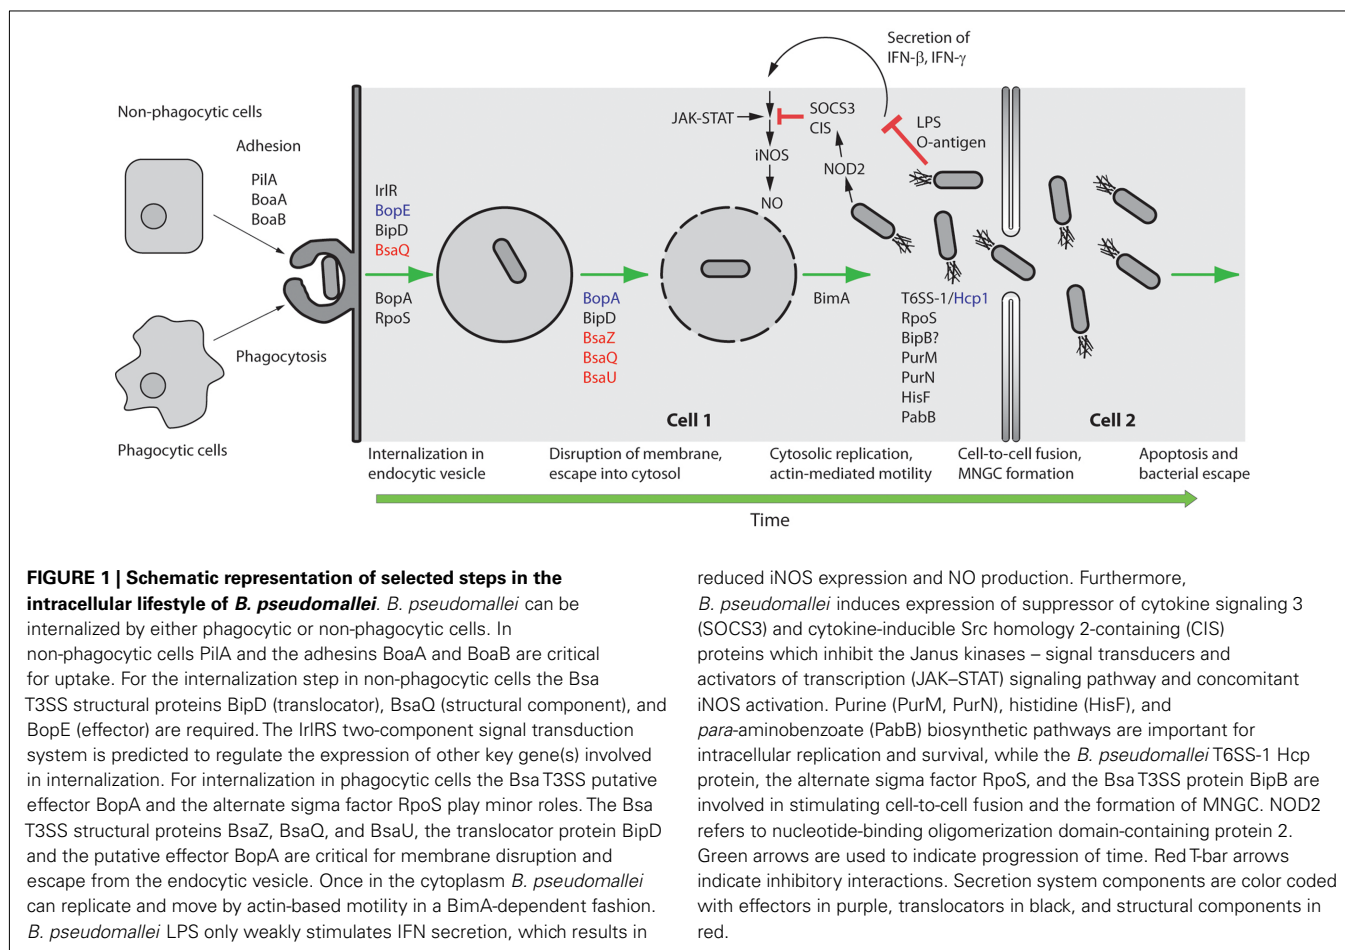 Secretion of
IFN-β, IFN-γ
Non-phagocytic cells
Adhesion
PilA
BoaA
BoaB
Phagocytosis
Phagocytic cells
IrlR
BopE
BipD
BsaQ
BopA
RpoS
BopA
BipD
BsaZ
BsaQ
BsaU
JAK-STAT
SOCS3
CIS
iNOS
NOD2
NO
LPS
O-antigen
BimA
T6SS-1/Hcp1
RpoS
BipB?
PurM
PurN
HisF
PabB
Cell 1
Cell 2
Internalization in
endocytic vesicle
Disruption of membrane,
escape into cytosol
Cytosolic replication,
actin-mediated motility
Cell-to-cell fusion,
MNGC formation
Apoptosis and
bacterial escape
Time
FIGURE 1 | Schematic representation of selected steps in the
intracellular lifestyle of B. pseudomallei. B. pseudomallei can be
internalized by either phagocytic or non-phagocytic cells. In
non-phagocytic cells PilA and the adhesins BoaA and BoaB are critical
for uptake. For the internalization step in non-phagocytic cells the Bsa
T3SS structural proteins BipD (translocator), BsaQ (structural component), and
BopE (effector) are required. The IrlRS two-component signal transduction
system is predicted to regulate the expression of other key gene(s) involved
in internalization. For internalization in phagocytic cells the Bsa T3SS putative
effector BopA and the alternate sigma factor RpoS play minor roles. The Bsa
T3SS structural proteins BsaZ, BsaQ, and BsaU, the translocator protein BipD
and the putative effector BopA are critical for membrane disruption and
escape from the endocytic vesicle. Once in the cytoplasm B. pseudomallei
can replicate and move by actin-based motility in a BimA-dependent fashion.
B. pseudomallei LPS only weakly stimulates IFN secretion, which results in
reduced iNOS expression and NO production. Furthermore,
B. pseudomallei induces expression of suppressor of cytokine signaling 3
(SOCS3) and cytokine-inducible Src homology 2-containing (CIS)
proteins which inhibit the Janus kinases – signal transducers and
activators of transcription (JAK–STAT) signaling pathway and concomitant
iNOS activation. Purine (PurM, PurN), histidine (HisF), and
para-aminobenzoate (PabB) biosynthetic pathways are important for
intracellular replication and survival, while the B. pseudomallei T6SS-1 Hcp
protein, the alternate sigma factor RpoS, and the Bsa T3SS protein BipB are
involved in stimulating cell-to-cell fusion and the formation of MNGC. NOD2
refers to nucleotide-binding oligomerization domain-containing protein 2.
Green arrows are used to indicate progression of time. Red T-bar arrows
indicate inhibitory interactions. Secretion system components are color coded
with effectors in purple, translocators in black, and structural components in
red.